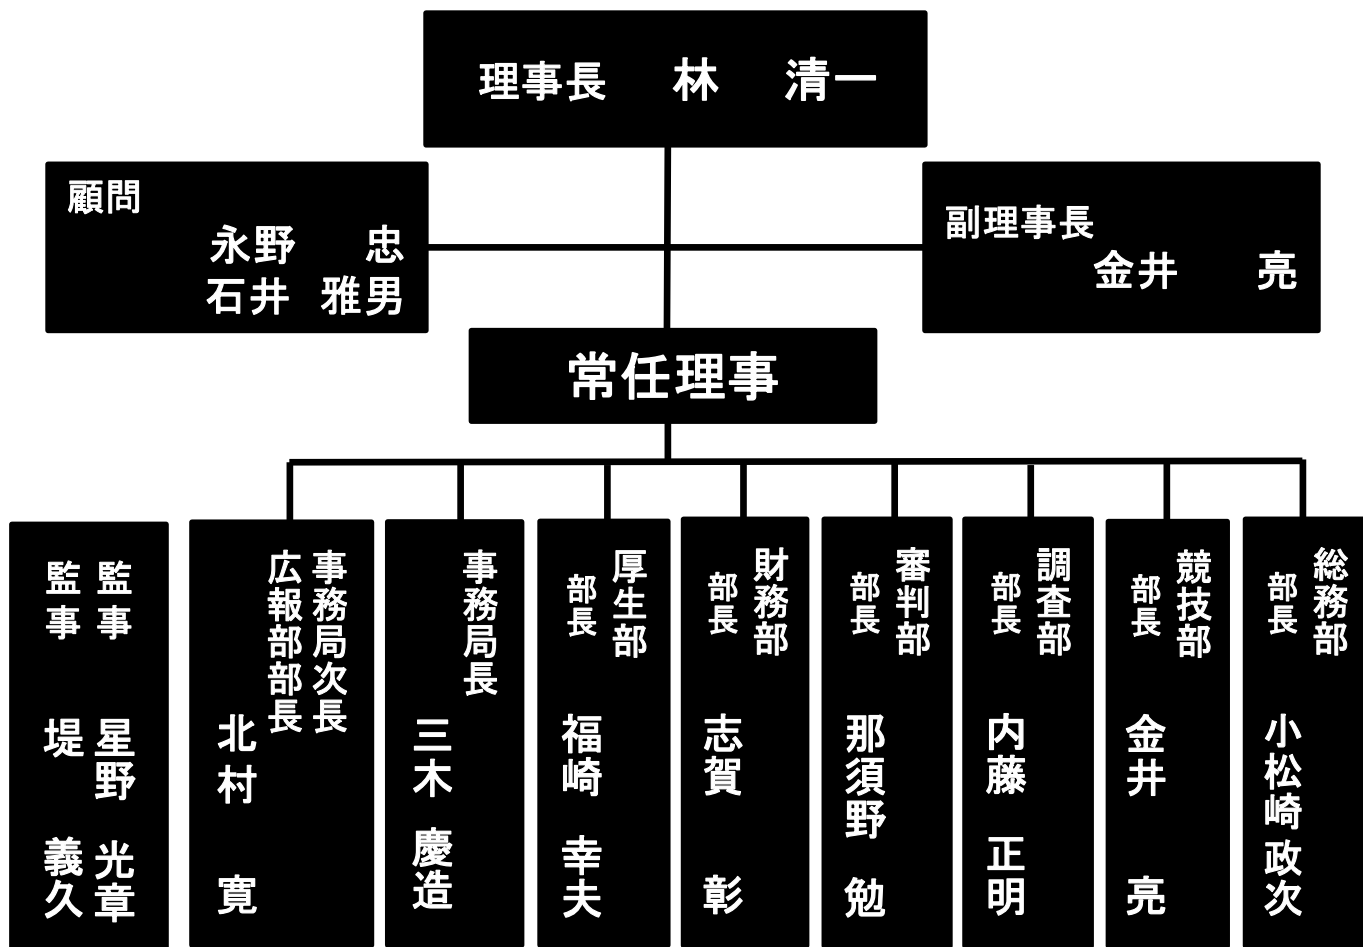 理事長 林 清一
顧問
永野 忠
石井 雅男
副理事長
金井 亮
常任理事
総務部
部長 小松崎 政次
競技部
部長 金井 亮
調査部
部長 内藤 正明
審判部
部長 那須野 勉
財務部
部長 志賀 彰
厚生部
部長 福崎 幸夫
事務局長
三木 慶造
事務局次長
広報部部長
北村 寛
監事 星野 光章
監事 堤 義久